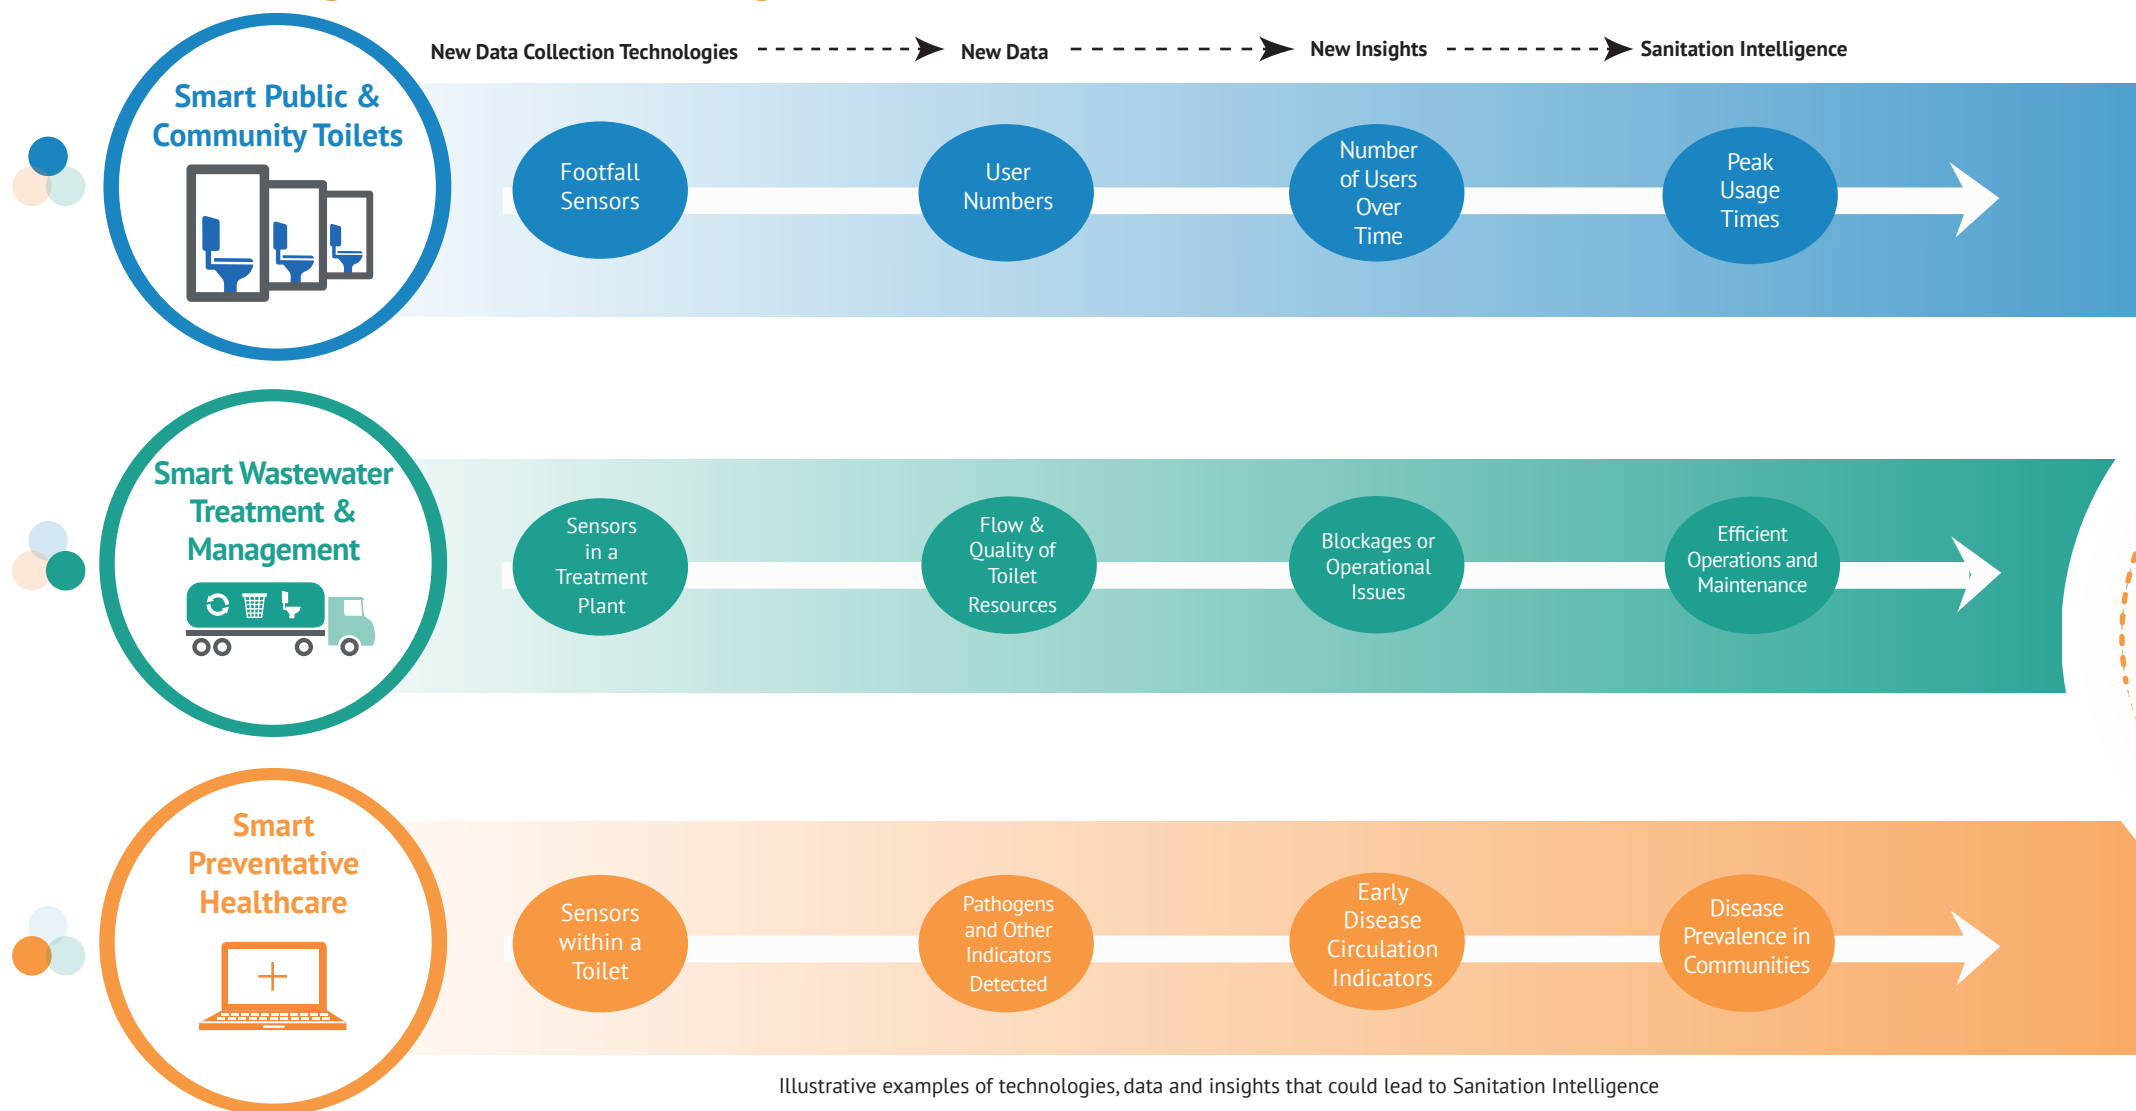 New Data Collection Technologies
New Data
New Insights
Sanitation Intelligence
Smart Public &
Community Toilets
Footfall
Sensors
User
Numbers
Number
of Users
Over
Time
Peak
Usage
Times
Smart Wastewater
Treatment &
Management
Sensors
in a
Treatment
Plant
Flow &
Quality of
Toilet
Resources
Blockages or
Operational
Issues
Efficient
Operations and
Maintenance
Smart
Preventative
Healthcare
Sensors
within a
Toilet
Pathogens
and Other
Indicators
Detected
Early
Disease
Circulation
Indicators
Disease
Prevalence in
Communities
Illustrative examples of technologies, data and insights that could lead to Sanitation Intelligence